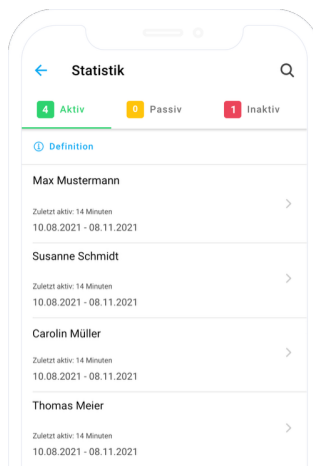 Statistik
4 Aktiv
0 Passiv
1 Inaktiv
Definition
Max Mustermann
Zuletzt aktiv: 14 Minuten
10.08.2021 - 08.11.2021
Susanne Schmidt
Zuletzt aktiv: 14 Minuten
10.08.2021 - 08.11.2021
Carolin Müller
Zuletzt aktiv: 14 Minuten
10.08.2021 - 08.11.2021
Thomas Meier
Zuletzt aktiv: 14 Minuten
10.08.2021 - 08.11.2021